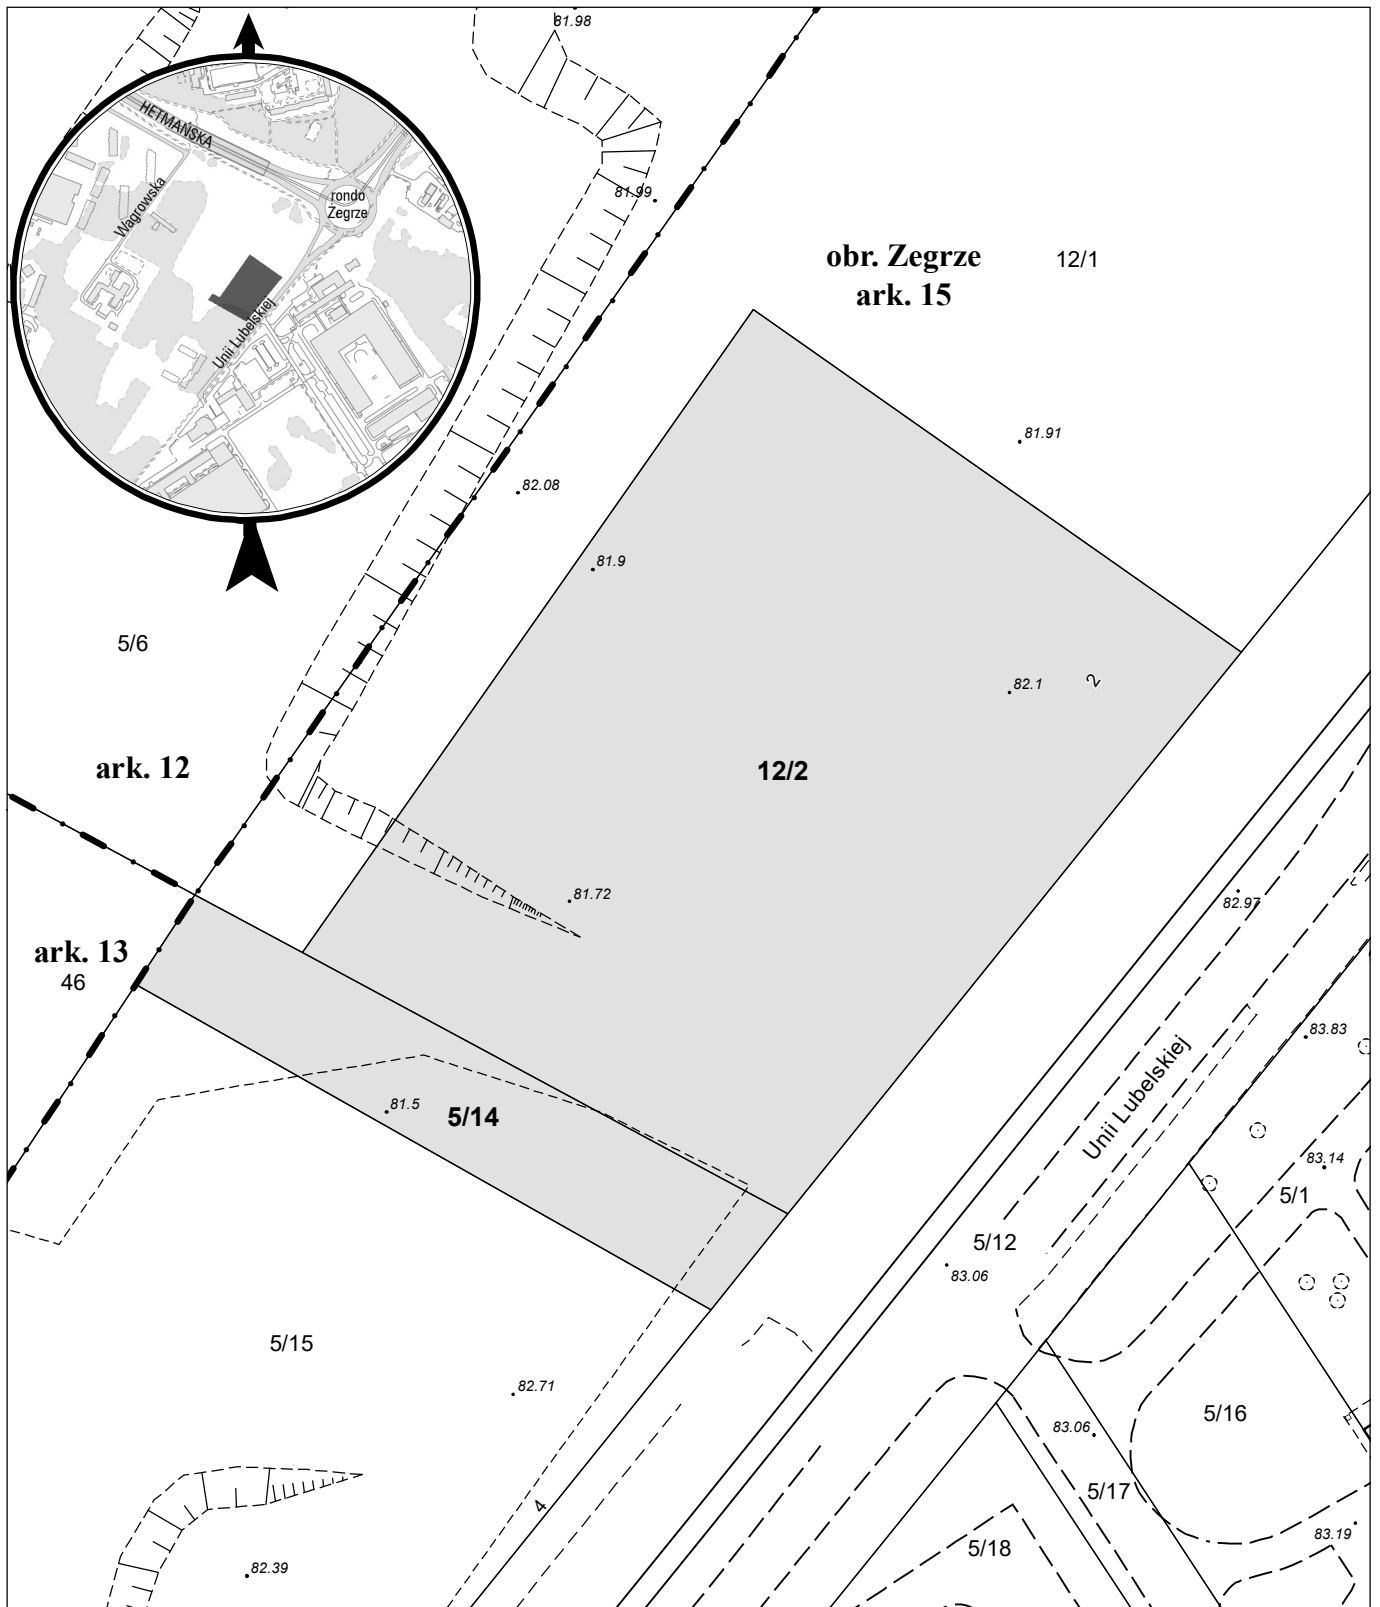 81.98
HETMAŃSKA
Wagrowska
rondo
Zegrze
Unii Lubelskiej
81.99
obr. Zegrze
ark. 15
12/1
81.91
82.08
81.9
5/6
82.1
2
ark. 12
12/2
81.72
82.97
ark. 13
46
83.83
Unii Lubelskiej
81.5
5/14
83.14
5/1
5/12
83.06
5/15
82.71
5/16
83.06
5/17
4
83.19
5/18
82.39